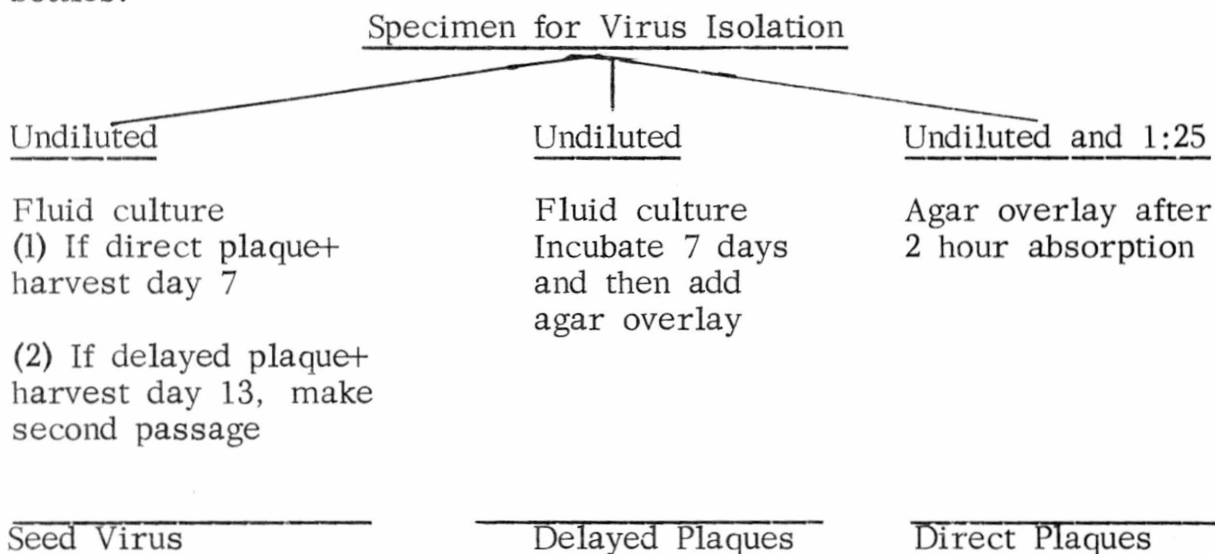 Specimen for Virus Isolation
Undiluted
Fluid culture
(1) If direct plaque+
harvest day 7
(2) If delayed plaque+
harvest day 13, make
second passage
Seed Virus
Undiluted
Fluid culture
Incubate 7 days
and then add
agar overlay
Delayed Plaques
Undiluted and 1:25
Agar overlay after
2 hour absorption
Direct Plaques